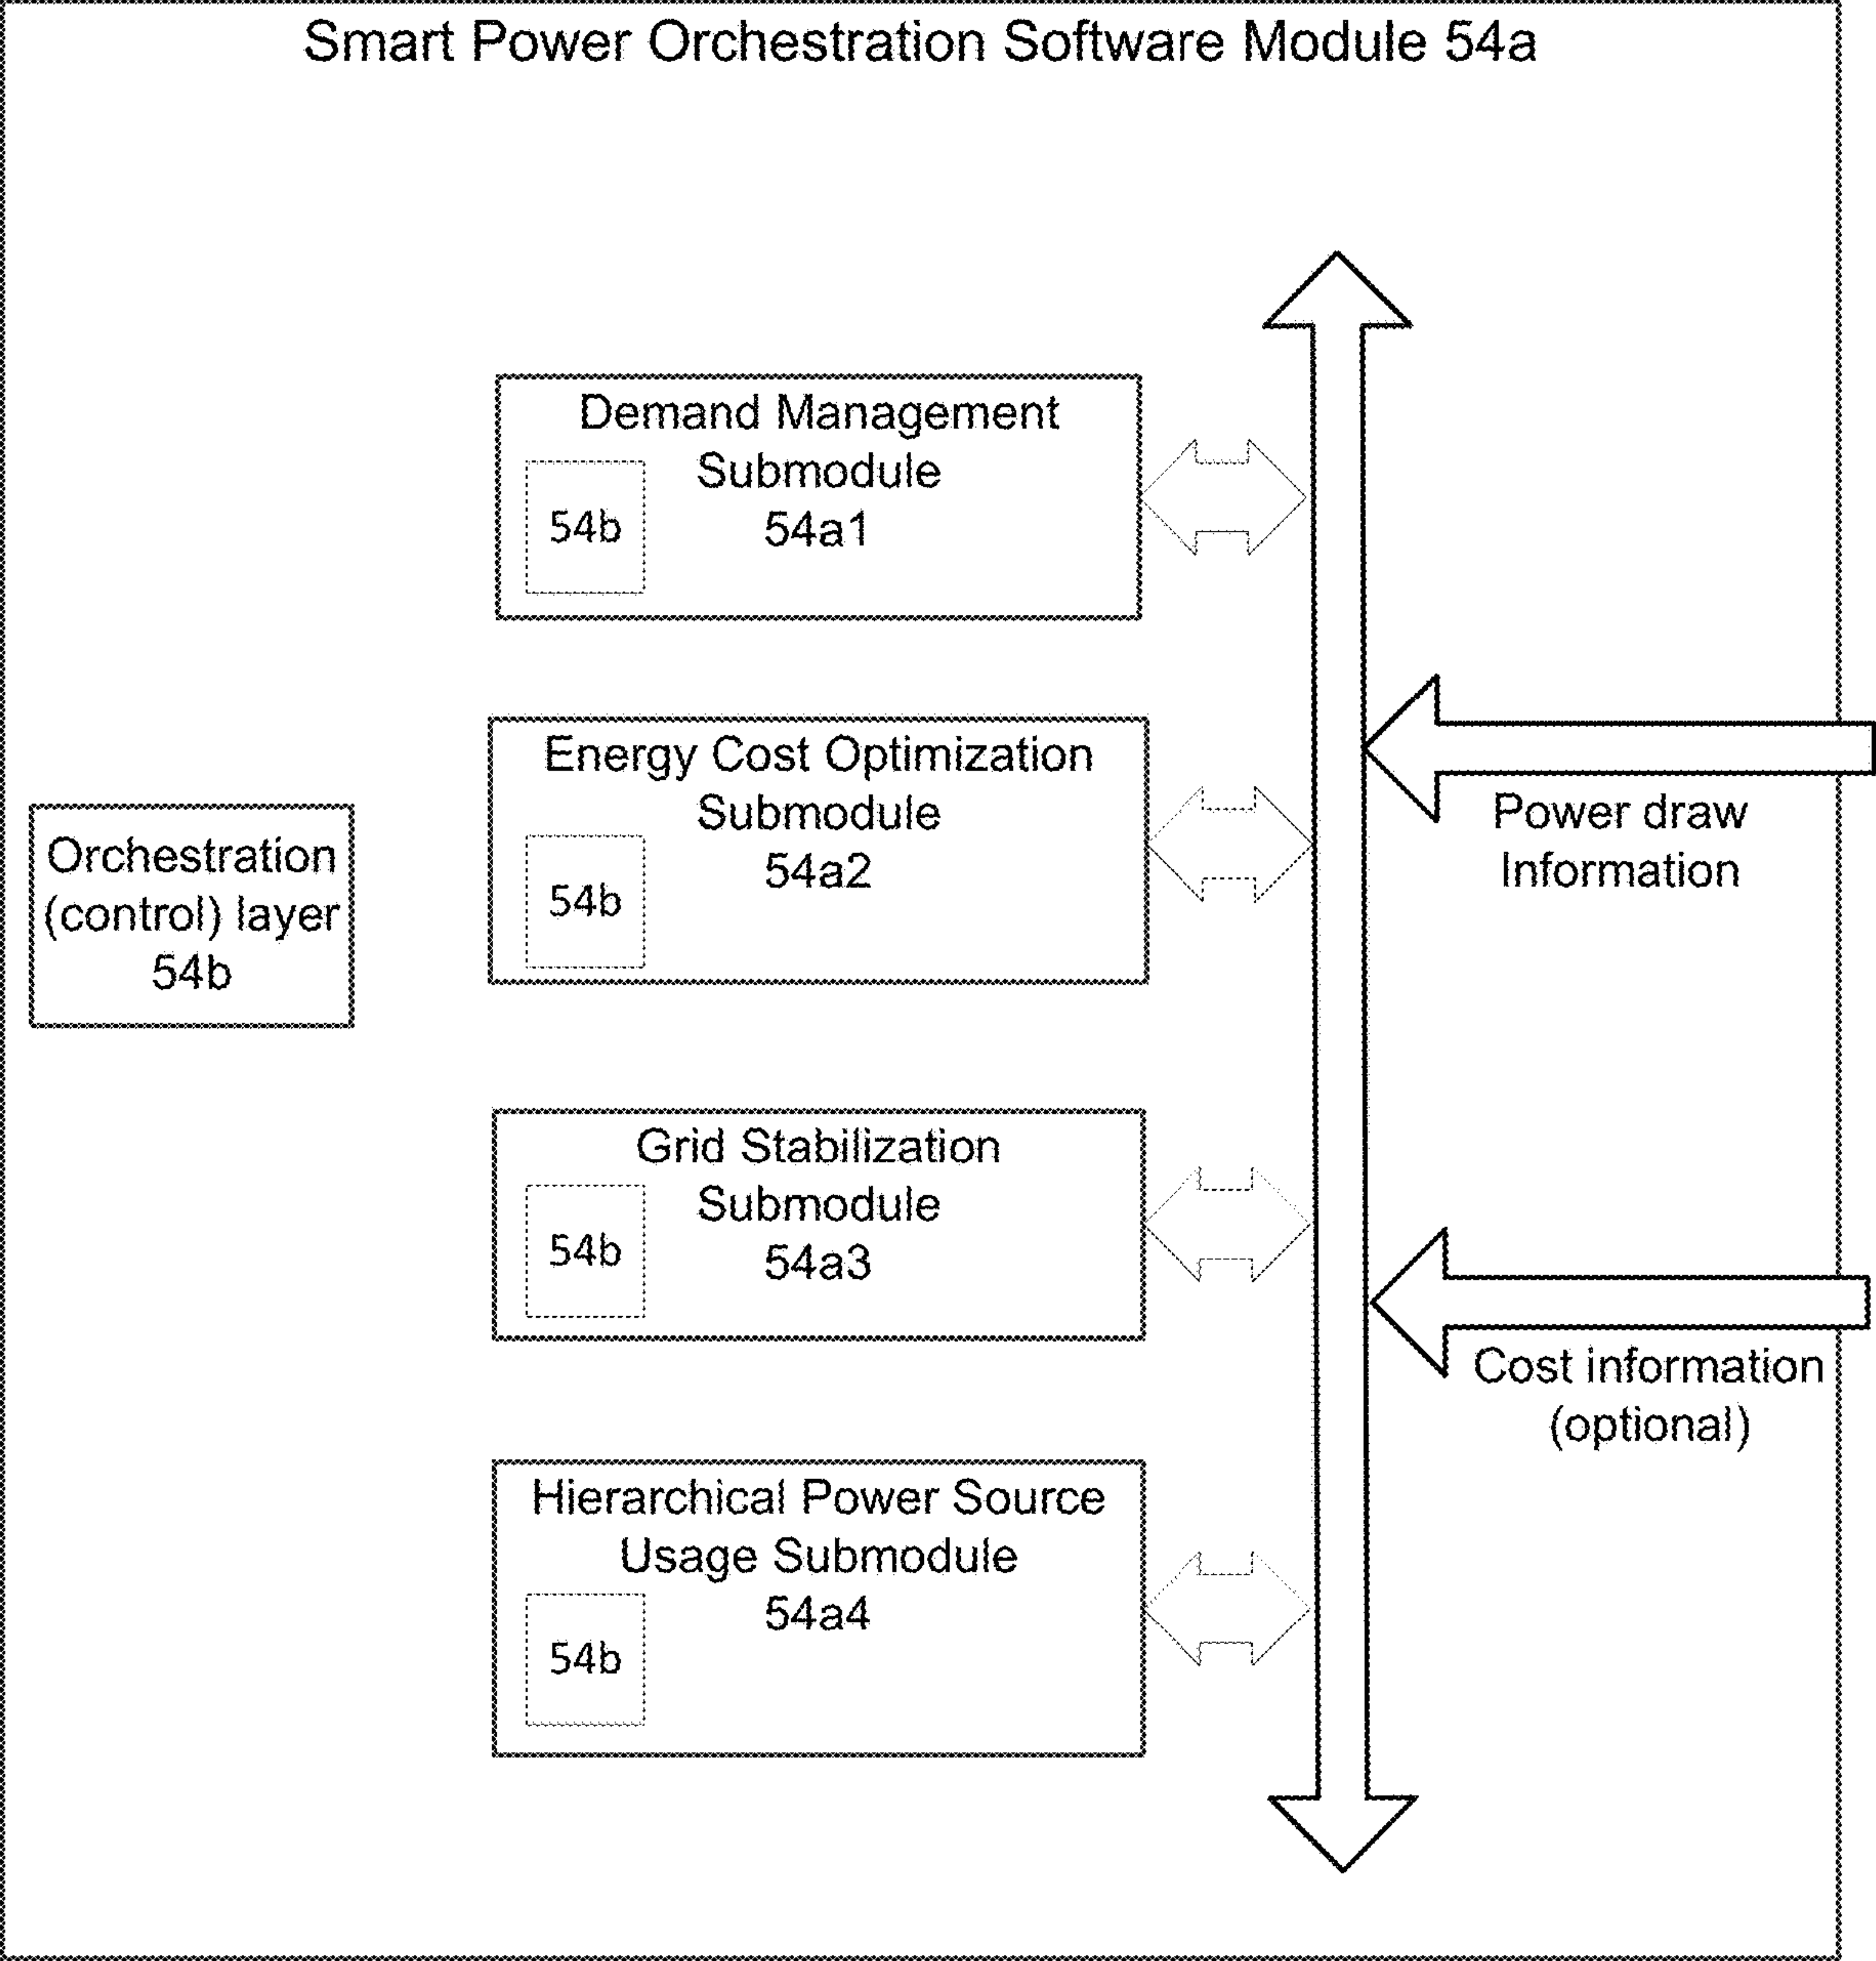 Smart Power Orchestration Software Module 54a
Demand Management
Submodule
54a1
54b
Energy Cost Optimization
Submodule
54a2
54b
Orchestration
(control) layer
54b
Power draw
Information
Grid Stabilization
Submodule
54a3
54b
Cost information
(optional)
Hierarchical Power Source
Usage Submodule
54a4
54b